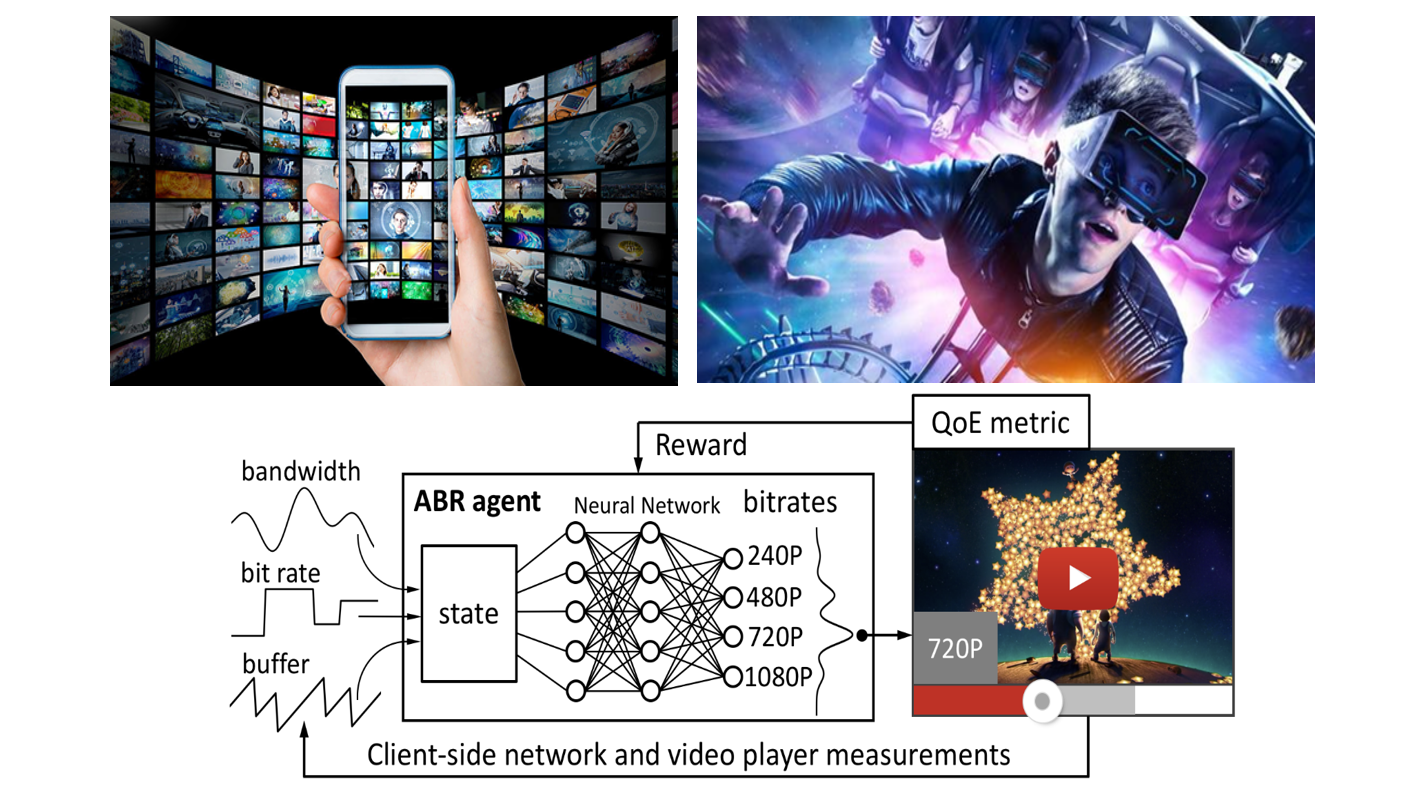 QoE metric
Reward
bandwidth
ABR agent
Neural Network
bitrates
240P
bit rate
480P
state
720P
720P
buffer
1080P
Client-side network and video player measurements